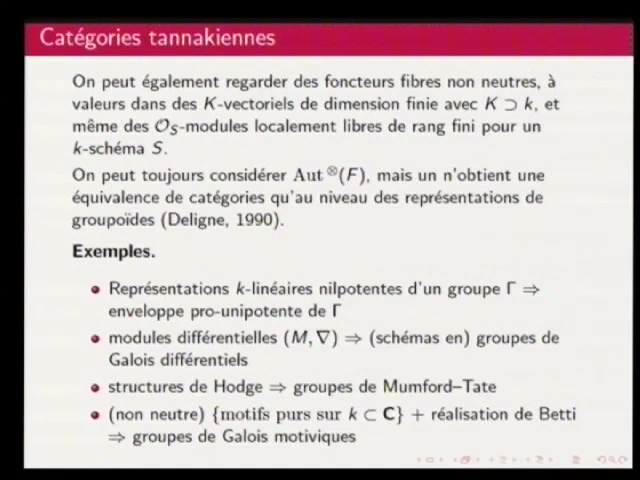 Catégories tannakiennes
On peut également regarder des foncteurs fibres non neutres, à
valeurs dans des K-vectoriels de dimension finie avec K ⊃ k, et
même des 𝒪_S-modules localement libres de rang fini pour un
k-schéma S.
On peut toujours considérer Aut^⊗(F), mais un n'obtient une
équivalence de catégories qu'au niveau des représentations de
groupoïdes (Deligne, 1990).
Exemples.
• Représentations k-linéaires nilpotentes d'un groupe Γ ⇒
enveloppe pro-unipotente de Γ
• modules différentielles (M, ∇) ⇒ (schémas en) groupes de
Galois différentiels
• structures de Hodge ⇒ groupes de Mumford–Tate
• (non neutre) {motifs purs sur k ⊂ C} + réalisation de Betti
⇒ groupes de Galois motiviques